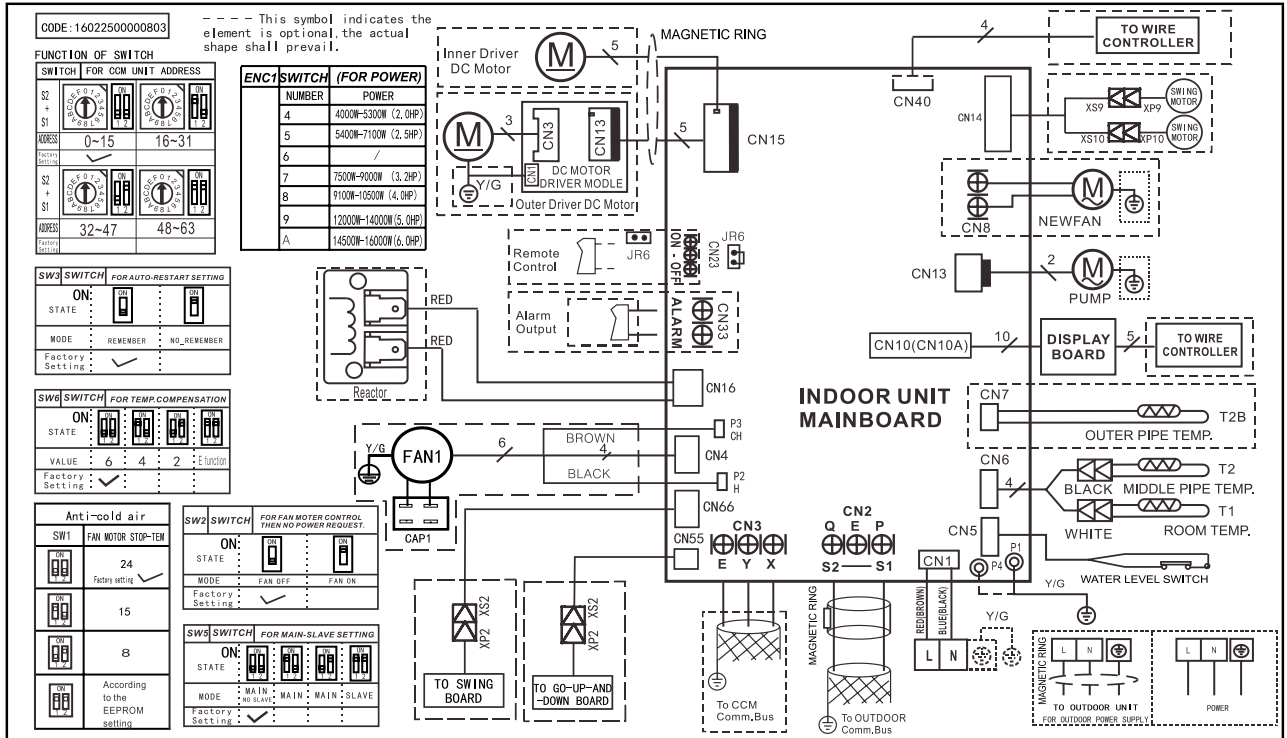 CODE:16022500000803
This symbol indicates the
element is optional,the actual
shape shall prevail.
FUNCTION OF SWITCH
SWITCH FOR CCM UNIT ADDRESS
S2
+
S1
ADDRESS 0~15 16~31
Factory
Setting
S2
+
S1
ADDRESS 32~47 48~63
Factory
Setting
ENC1 SWITCH (FOR POWER)
NUMBER POWER
4 4000W-5300W (2.0HP)
5 5400W-7100W (2.5HP)
6 /
7 7500W-9000W (3.2HP)
8 9100W-10500W (4.0HP)
9 12000W-14000W(5.0HP)
A 14500W-16000W(6.0HP)
SW3 SWITCH FOR AUTO-RESTART SETTING
ON
STATE
MODE REMEMBER NO_REMEMBER
Factory
Setting
SW6 SWITCH FOR TEMP.COMPENSATION
ON
STATE
VALUE 6 4 2 E function
Factory
Setting
Anti-cold air
SW1 FAN MOTOR STOP-TEM
24
Factory setting
15
8
According
to the
EEPROM
setting
SW2 SWITCH FOR FAN MOTER CONTROL
THEN NO POWER REQUEST.
ON
STATE
MODE FAN OFF FAN ON
Factory
Setting
SW5 SWITCH FOR MAIN-SLAVE SETTING
ON
STATE
MODE MAIN NO SLAVE MAIN MAIN SLAVE
Factory
Setting
Inner Driver
DC Motor
M
5
MAGNETIC RING
M
3
CN3
CN13
CN1
DC MOTOR
DRIVER MODLE
Y/G
Outer Driver DC Motor
5
CN15
Remote
Control
JR6
ON - OFF
CN23
JR6
Alarm
Output
ALARM
CN33
RED
RED
Reactor
CN16
Y/G
FAN1
CAP1
6
BROWN
4
BLACK
P3
CH
CN4
P2
H
CN66
CN55
XS2
XP2
TO SWING
BOARD
XS2
XP2
TO GO-UP-AND
-DOWN BOARD
CN3
E Y X
To CCM
Comm.Bus
CN2
Q E P
S2 S1
MAGNETIC RING
To OUTDOOR
Comm.Bus
CN1
RED(BROWN)
BLUE(BLACK)
L N
P4
P1
Y/G
Y/G
INDOOR UNIT
MAINBOARD
CN40
4
TO WIRE
CONTROLLER
CN14
XS9 XP9
SWING
MOTOR
XS10 XP10
SWING
MOTOR
CN8
M
NEWFAN
CN13
2
M
PUMP
CN10(CN10A)
10
DISPLAY
BOARD
5
TO WIRE
CONTROLLER
CN7
T2B
OUTER PIPE TEMP.
CN6
4
T2
BLACK MIDDLE PIPE TEMP.
T1
WHITE ROOM TEMP.
CN5
WATER LEVEL SWITCH
MAGNETIC RING
L N
TO OUTDOOR UNIT
FOR OUTDOOR POWER SUPPLY
L N
POWER